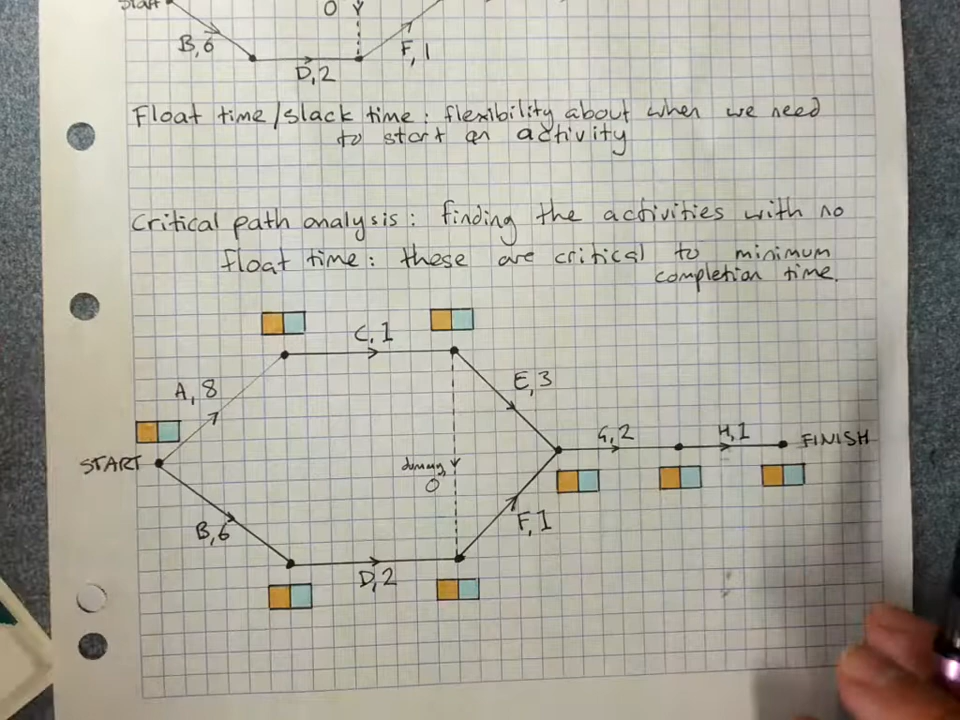 Start
0
B,6
F,1
D,2
Float time/slack time: flexibility about when we need
to start an activity
Critical path analysis: finding the activities with no
float time: these are critical to minimum
completion time.
C,1
A,8
E,3
G,2
H,1
FINISH
START
dummy,
0
B,6
F,1
D,2